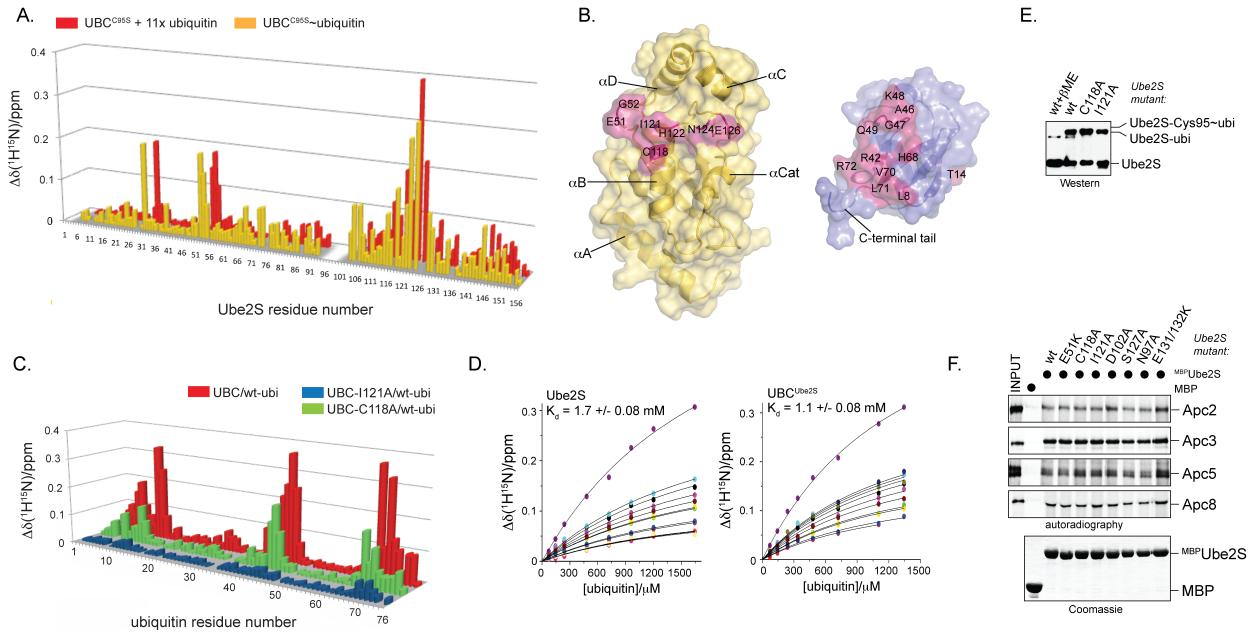 A.
UBC^C95S + 11x ubiquitin
UBC^C95S~ubiquitin
Δδ(¹H¹⁵N)/ppm
0.4
0.3
0.2
0.1
0
1 6 11 16 21 26 31 36 41 46 51 56 61 66 71 76 81 86 91 96 101 106 111 116 121 126 131 136 141 146 151 156
Ube2S residue number
B.
αD
αC
G52
E51
I121
H122
N124
E126
C118
αB
αCat
αA
K48
A46
G47
Q49
R42
H68
R72
V70
T14
L71
L8
C-terminal tail
E.
wt+βME
wt
C118A
I121A
Ube2S
mutant:
Ube2S-Cys95~ubi
Ube2S-ubi
Ube2S
Western
C.
UBC/wt-ubi
UBC-I121A/wt-ubi
UBC-C118A/wt-ubi
Δδ(¹H¹⁵N)/ppm
0.4
0.3
0.2
0.1
0
1 10 20 30 40 50 60 70 76
ubiquitin residue number
D.
Ube2S
K_d = 1.7 +/- 0.08 mM
Δδ(¹H¹⁵N)/ppm
0.3
0.2
0.1
0
0 300 600 900 1200 1500
[ubiquitin]/µM
UBC^Ube2S
K_d = 1.1 +/- 0.08 mM
Δδ(¹H¹⁵N)/ppm
0.3
0.2
0.1
0.0
0 300 600 900 1200 1500
[ubiquitin]/µM
F.
INPUT
wt
E51K
C118A
I121A
D102A
S127A
N97A
E131/132K
Ube2S
mutant:
^MBP Ube2S
MBP
Apc2
Apc3
Apc5
Apc8
autoradiography
^MBP Ube2S
MBP
Coomassie